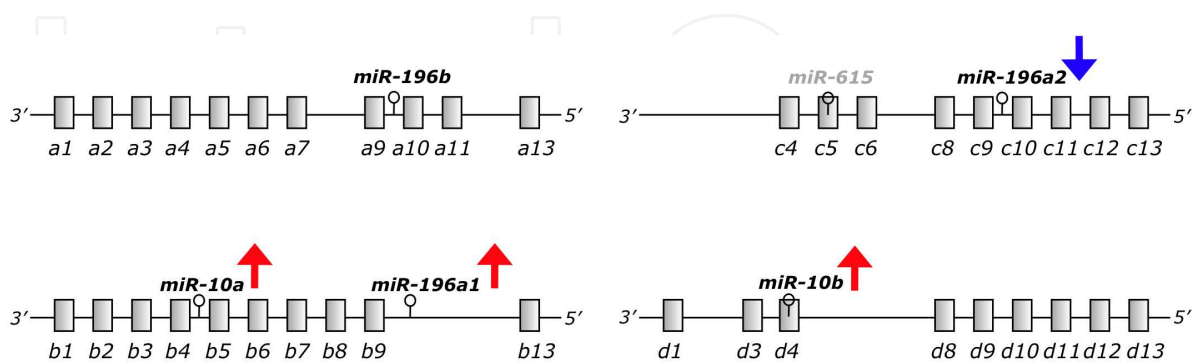 miR-196b
3′ 5′
a1 a2 a3 a4 a5 a6 a7 a9 a10 a11 a13
miR-615 miR-196a2
3′ 5′
c4 c5 c6 c8 c9 c10 c11 c12 c13
miR-10a miR-196a1
3′ 5′
b1 b2 b3 b4 b5 b6 b7 b8 b9 b13
miR-10b
3′ 5′
d1 d3 d4 d8 d9 d10 d11 d12 d13